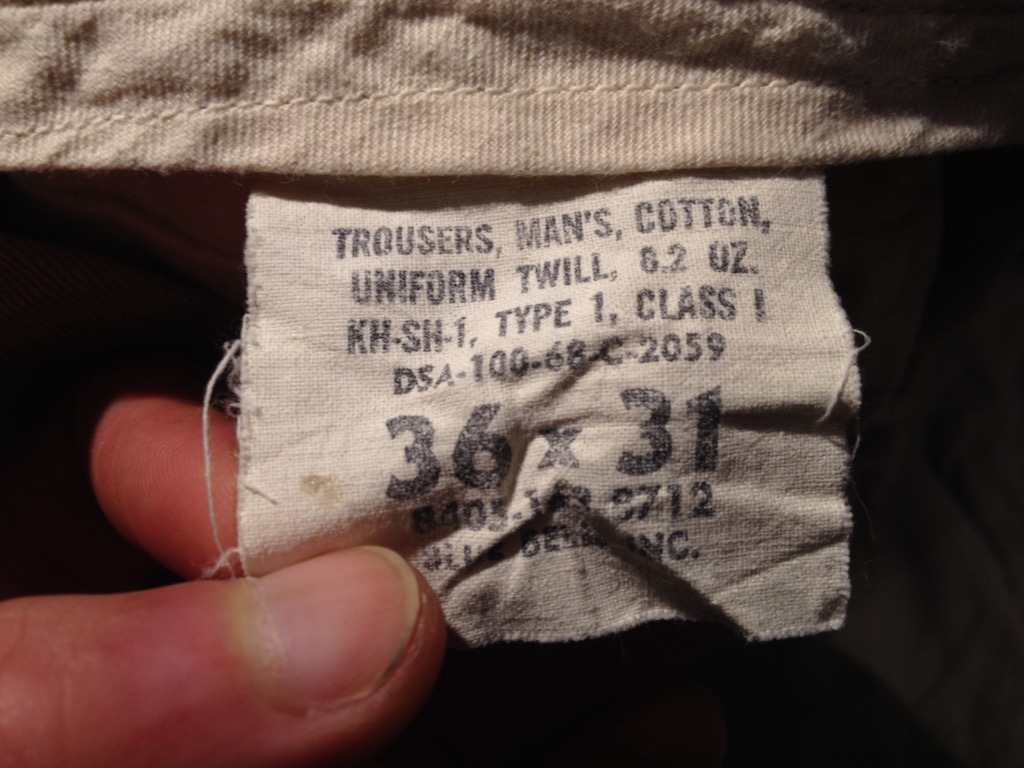 TROUSERS, MAN'S, COTTON,
UNIFORM TWILL, 8.2 OZ.
KH-SH-1, TYPE 1, CLASS 1
DSA-100-68-C-2059
36 x 31
INC.